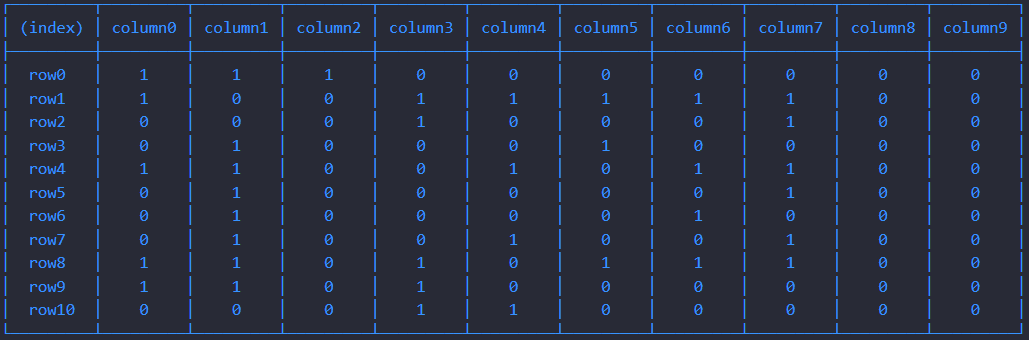 (index) column0 column1 column2 column3 column4 column5 column6 column7 column8 column9
row0 1 1 1 0 0 0 0 0 0 0
row1 1 0 0 1 1 1 1 1 0 0
row2 0 0 0 1 0 0 0 1 0 0
row3 0 1 0 0 0 1 0 0 0 0
row4 1 1 0 0 1 0 1 1 0 0
row5 0 1 0 0 0 0 0 1 0 0
row6 0 1 0 0 0 0 1 0 0 0
row7 0 1 0 0 1 0 0 1 0 0
row8 1 1 0 1 0 1 1 1 0 0
row9 1 1 0 1 0 0 0 0 0 0
row10 0 0 0 1 1 0 0 0 0 0